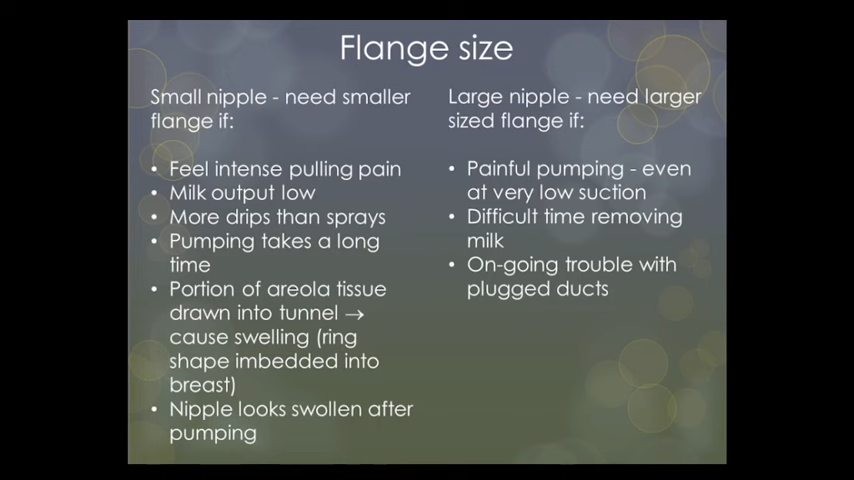 Flange size
Small nipple - need smaller
flange if:
• Feel intense pulling pain
• Milk output low
• More drips than sprays
• Pumping takes a long
time
• Portion of areola tissue
drawn into tunnel →
cause swelling (ring
shape imbedded into
breast)
• Nipple looks swollen after
pumping
Large nipple - need larger
sized flange if:
• Painful pumping - even
at very low suction
• Difficult time removing
milk
• On-going trouble with
plugged ducts